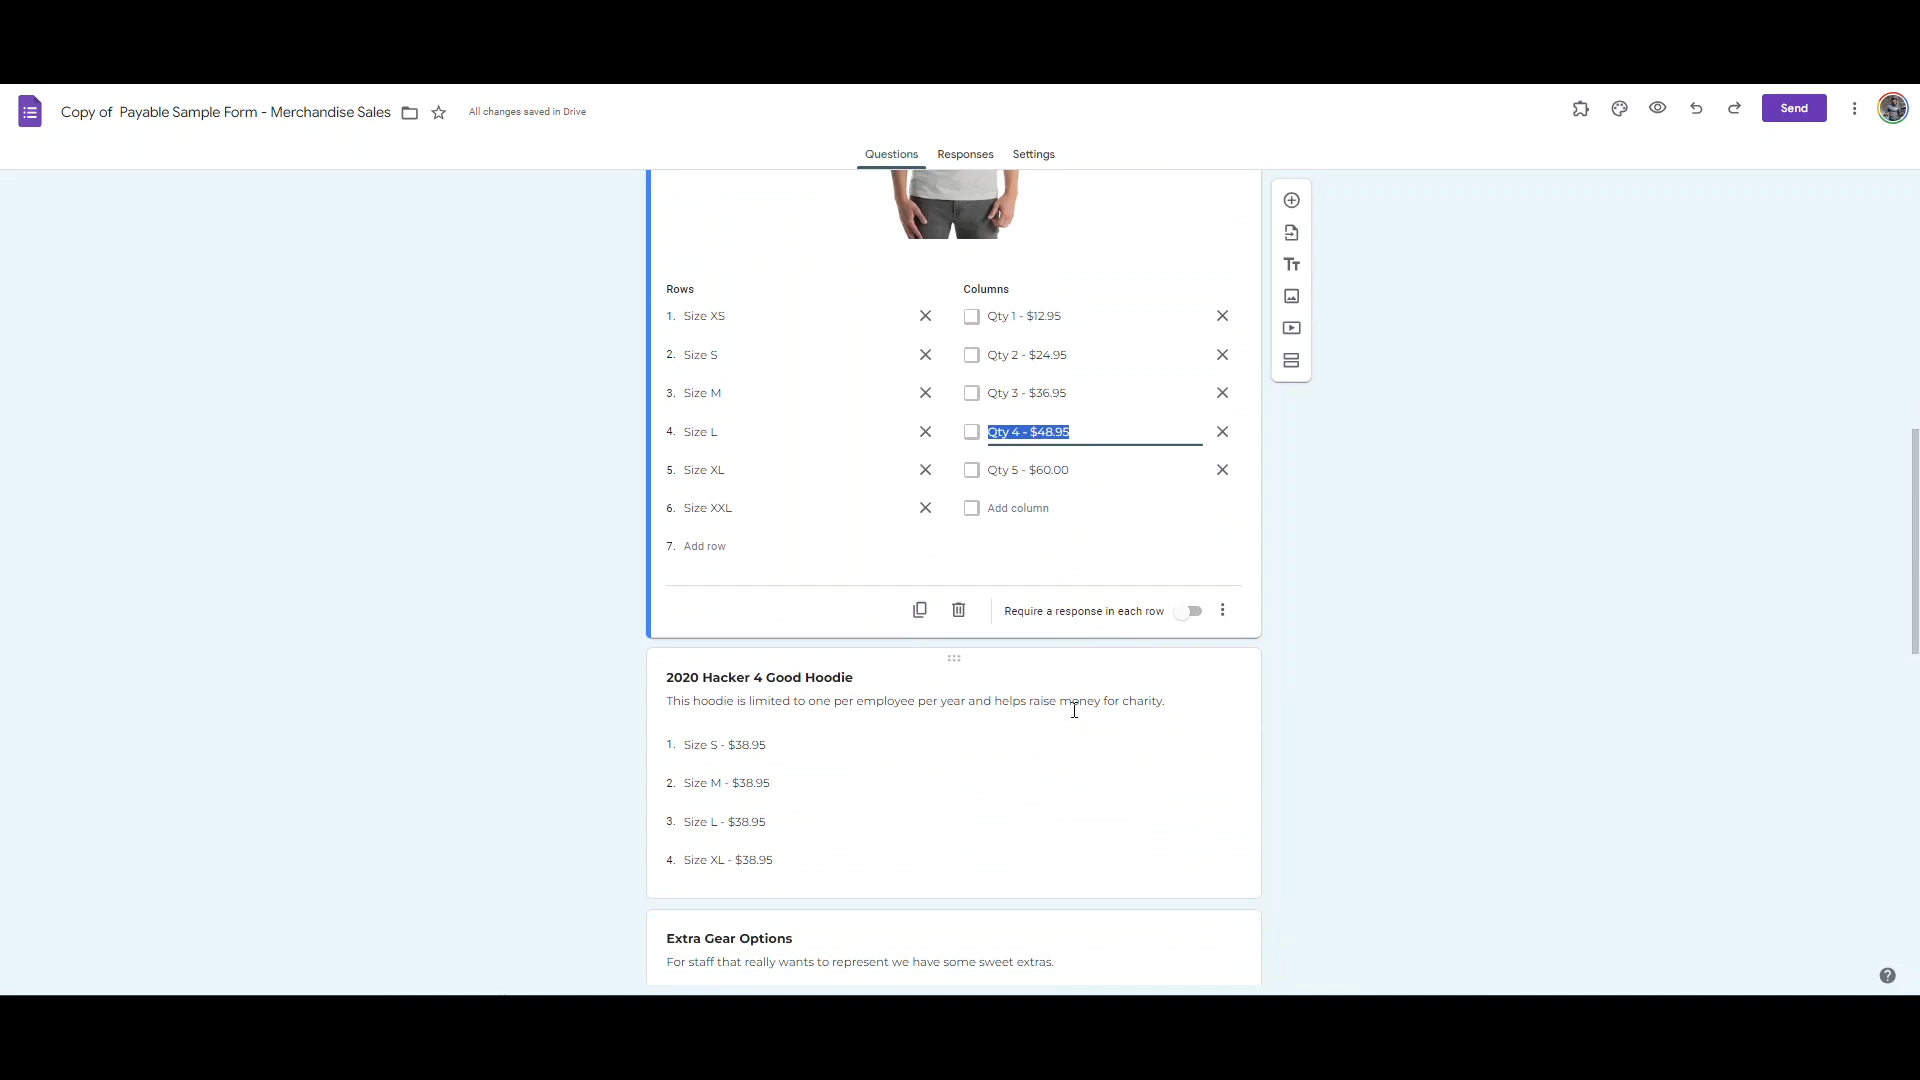 Copy of Payable Sample Form - Merchandise Sales
All changes saved in Drive
Send
Questions
Responses
Settings
Rows
Columns
1. Size XS
Qty 1 - $12.95
2. Size S
Qty 2 - $24.95
3. Size M
Qty 3 - $36.95
4. Size L
Qty 4 - $48.95
5. Size XL
Qty 5 - $60.00
6. Size XXL
Add column
7. Add row
Require a response in each row
2020 Hacker 4 Good Hoodie
This hoodie is limited to one per employee per year and helps raise money for charity.
1. Size S - $38.95
2. Size M - $38.95
3. Size L - $38.95
4. Size XL - $38.95
Extra Gear Options
For staff that really wants to represent we have some sweet extras.